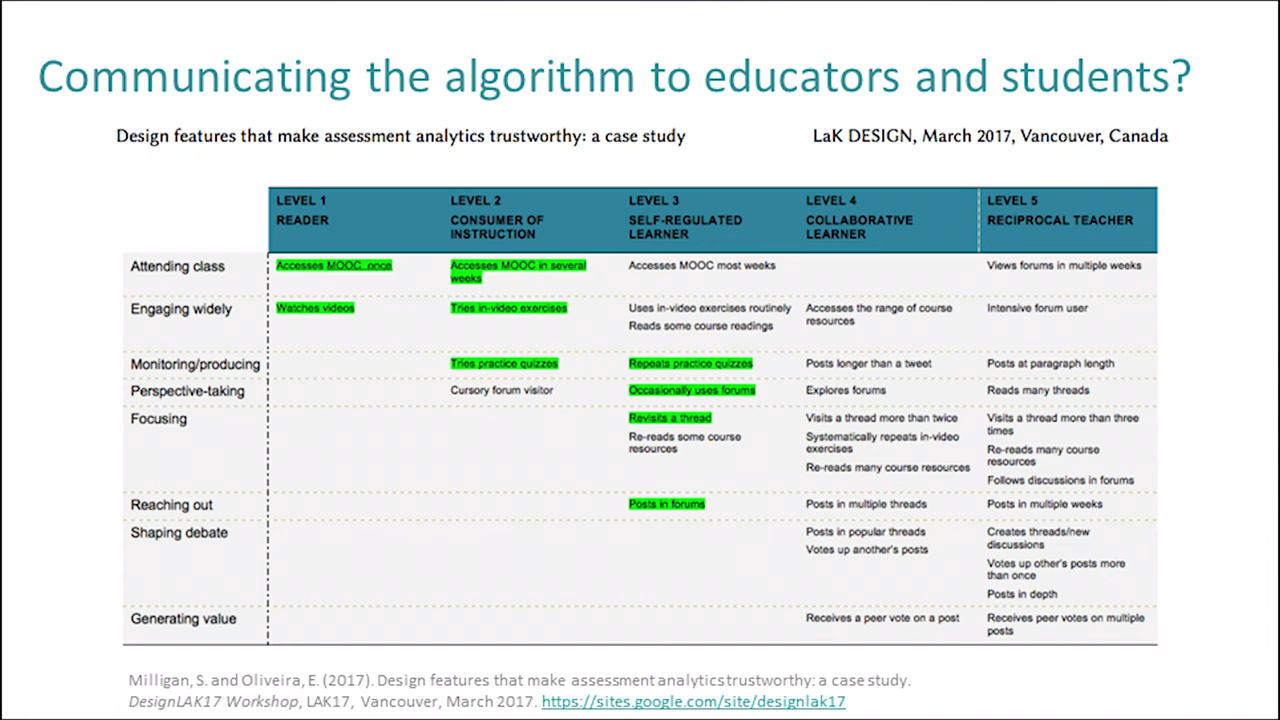 Communicating the algorithm to educators and students?
Design features that make assessment analytics trustworthy: a case study LaK DESIGN, March 2017, Vancouver, Canada
LEVEL 1 LEVEL 2 LEVEL 3 LEVEL 4 LEVEL 5
READER CONSUMER OF SELF-REGULATED COLLABORATIVE RECIPROCAL TEACHER
INSTRUCTION LEARNER LEARNER
Attending class Accesses MOOC once Accesses MOOC in several Accesses MOOC most weeks Views forums in multiple weeks
weeks
Engaging widely Watches videos Tries in-video exercises Uses in-video exercises routinely Accesses the range of course Intensive forum user
resources
Reads some course readings
Monitoring/producing Tries practice quizzes Repeats practice quizzes Posts longer than a tweet Posts at paragraph length
Perspective-taking Cursory forum visitor Occasionally uses forums Explores forums Reads many threads
Focusing Revisits a thread Visits a thread more than twice Visits a thread more than three
times
Re-reads some course Systematically repeats in-video
resources exercises
Re-reads many course
resources
Re-reads many course resources
Follows discussions in forums
Reaching out Posts in forums Posts in multiple threads Posts in multiple weeks
Shaping debate Posts in popular threads Creates threads/new
discussions
Votes up another's posts
Votes up other's posts more
than once
Posts in depth
Generating value Receives a peer vote on a post Receives peer votes on multiple
posts
Milligan, S. and Oliveira, E. (2017). Design features that make assessment analytics trustworthy: a case study.
DesignLAK17 Workshop, LAK17, Vancouver, March 2017. https://sites.google.com/site/designlak17